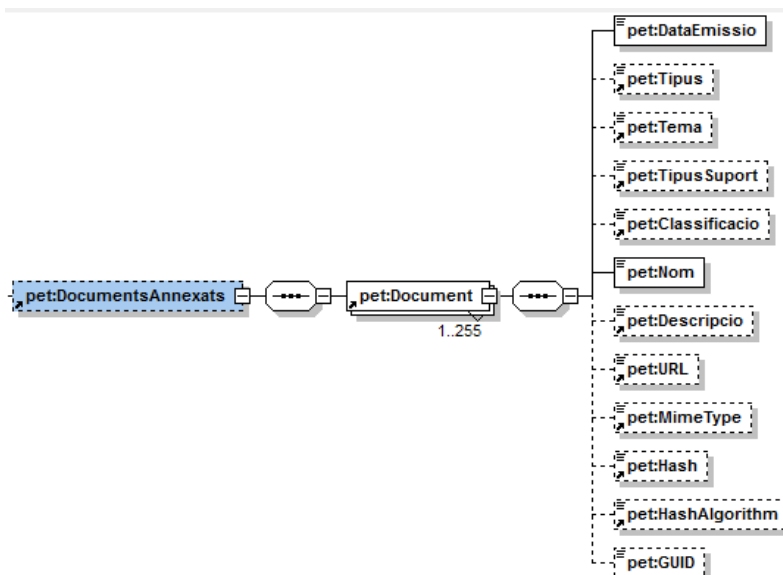 pet:DataEmissio
pet:Tipus
pet:Tema
pet:TipusSuport
pet:Classificacio
pet:DocumentsAnnexats
pet:Document
1..255
pet:Nom
pet:Descripcio
pet:URL
pet:MimeType
pet:Hash
pet:HashAlgorithm
pet:GUID